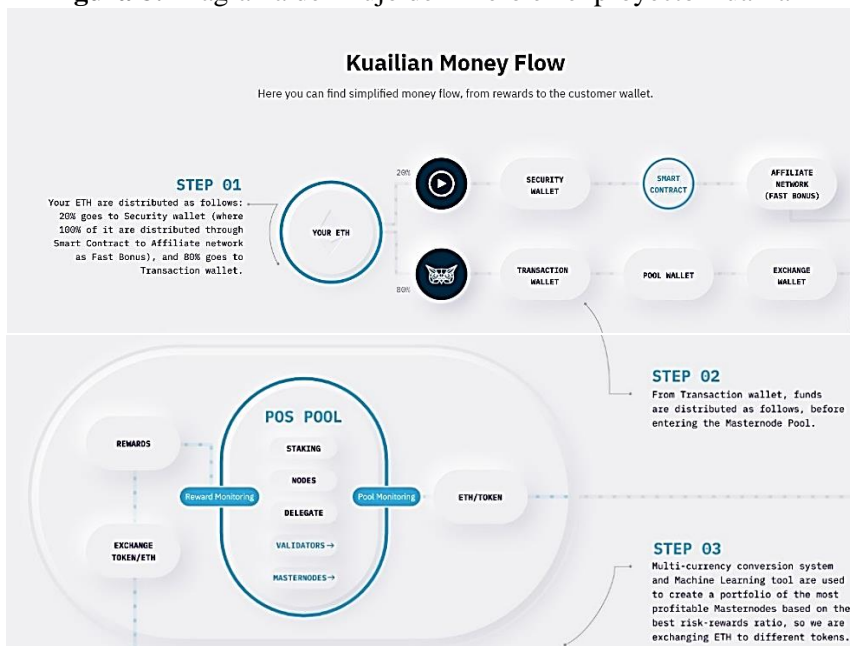 Kuailian Money Flow
Here you can find simplified money flow, from rewards to the customer wallet.
STEP 01
Your ETH are distributed as follows:
20% goes to Security wallet (where
100% of it are distributed through
Smart Contract to Affiliate network
as Fast Bonus), and 80% goes to
Transaction wallet.
YOUR ETH
20%
SECURITY
WALLET
SMART
CONTRACT
AFFILIATE
NETWORK
(FAST BONUS)
80%
TRANSACTION
WALLET
POOL WALLET
EXCHANGE
WALLET
STEP 02
From Transaction wallet, funds
are distributed as follows, before
entering the Masternode Pool.
REWARDS
EXCHANGE
TOKEN/ETH
Reward Monitoring
POS POOL
STAKING
NODES
DELEGATE
VALIDATORS→
MASTERNODES→
Pool Monitoring
ETH/TOKEN
STEP 03
Multi-currency conversion system
and Machine Learning tool are used
to create a portfolio of the most
profitable Masternodes based on the
best risk-rewards ratio, so we are
exchanging ETH to different tokens.